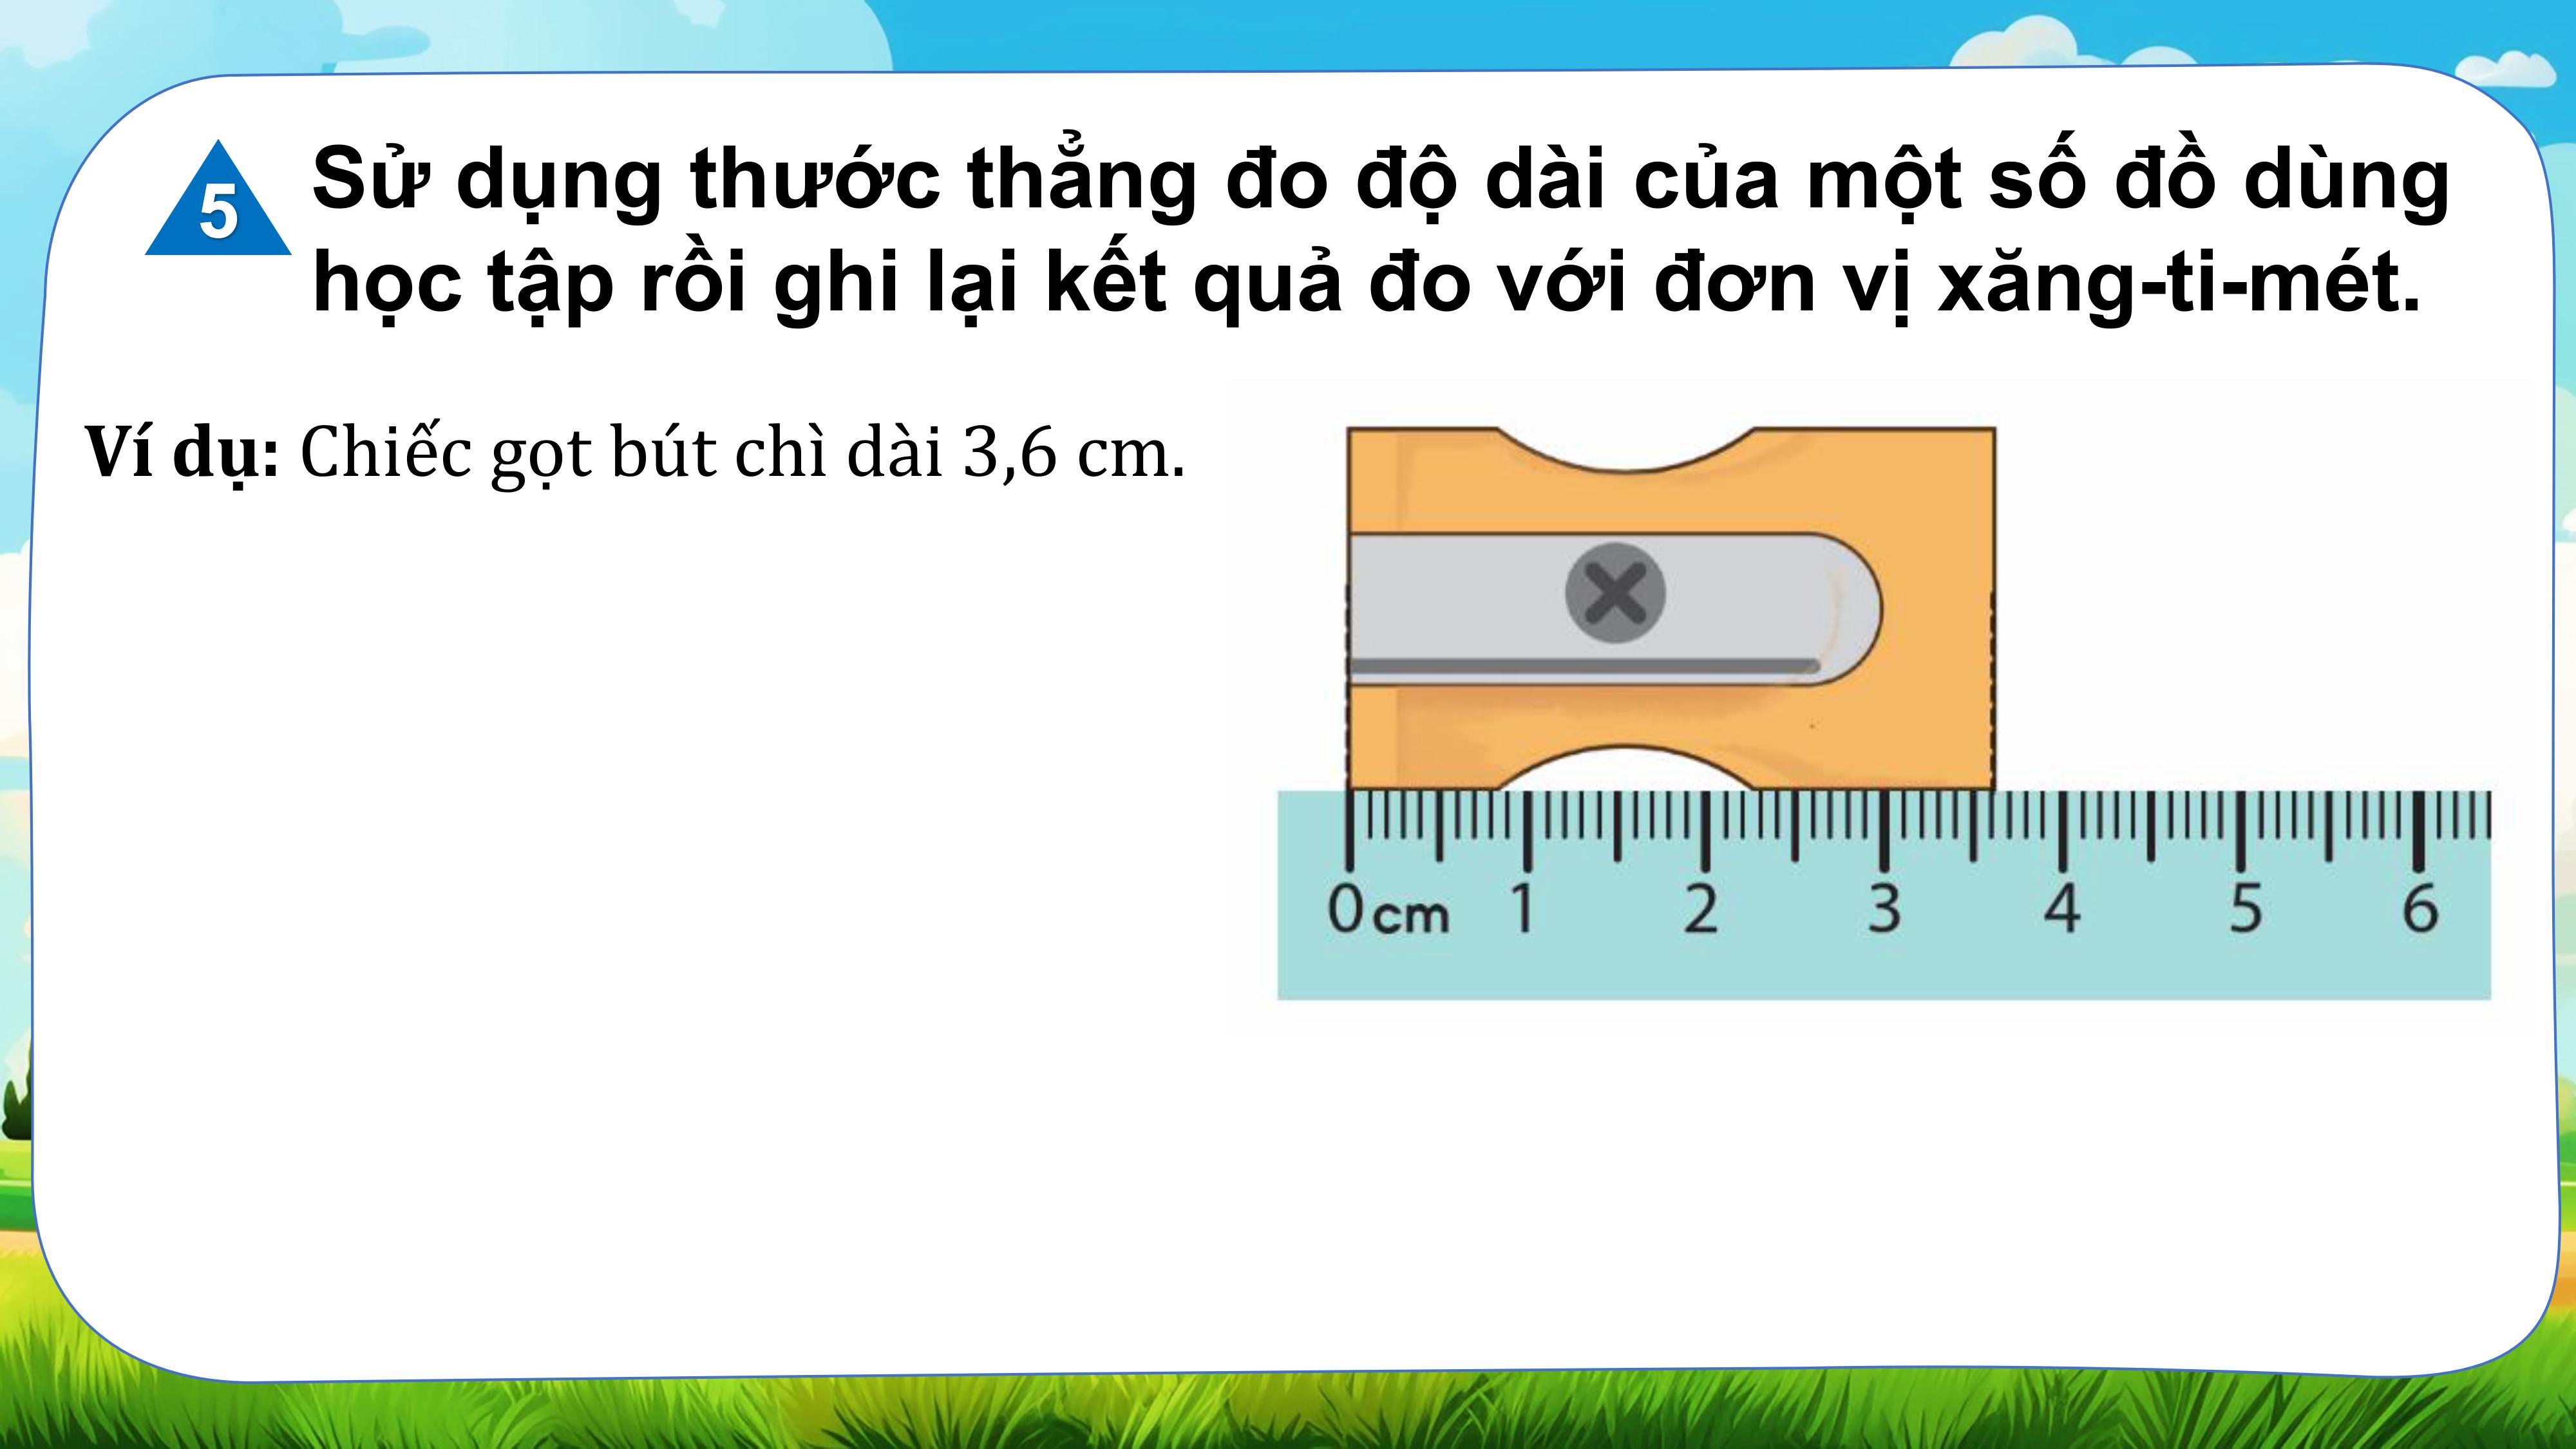 5
Sử dụng thước thẳng đo độ dài của một số đồ dùng
học tập rồi ghi lại kết quả đo với đơn vị xăng-ti-mét.
Ví dụ: Chiếc gọt bút chì dài 3,6 cm.
0 cm 1 2 3 4 5 6